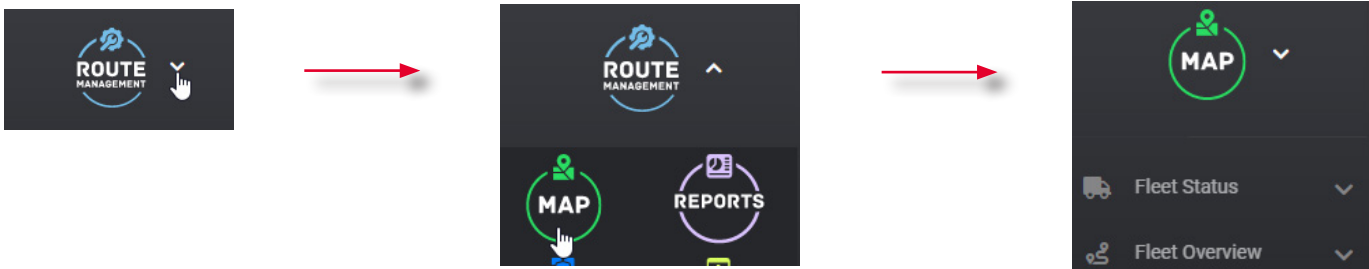 ROUTE
MANAGEMENT
ROUTE
MANAGEMENT
MAP
REPORTS
MAP
Fleet Status
Fleet Overview